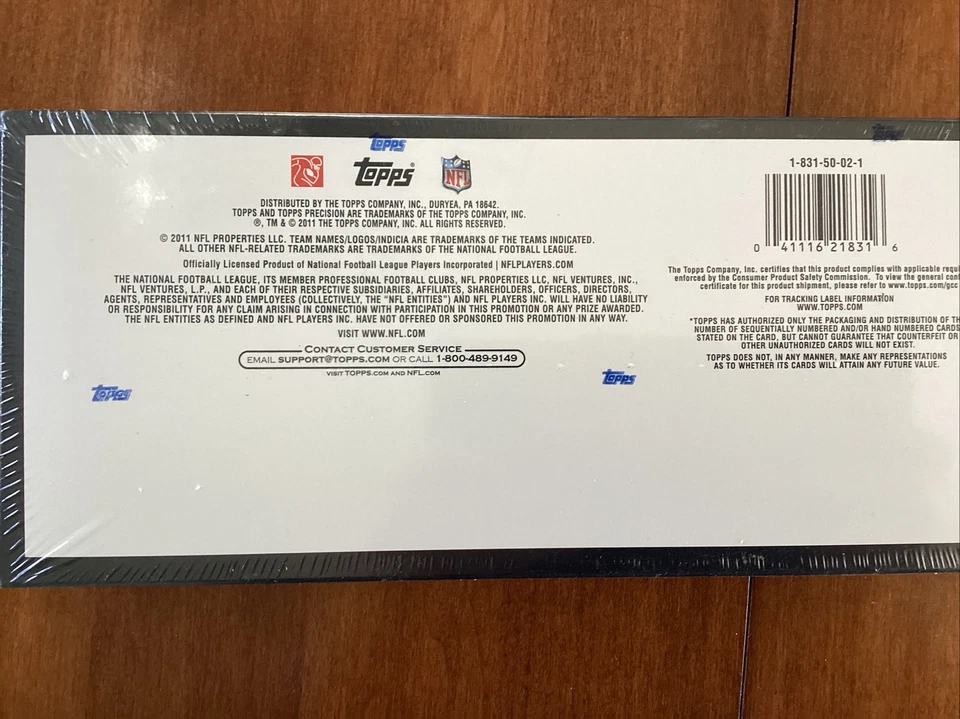 Topps
Topps
Topps® NFL
DISTRIBUTED BY THE TOPPS COMPANY, INC., DURYEA, PA 18642.
TOPPS AND TOPPS PRECISION ARE TRADEMARKS OF THE TOPPS COMPANY, INC.
®, TM & © 2011 THE TOPPS COMPANY, INC. ALL RIGHTS RESERVED.
© 2011 NFL PROPERTIES LLC. TEAM NAMES/LOGOS/INDICIA ARE TRADEMARKS OF THE TEAMS INDICATED.
ALL OTHER NFL-RELATED TRADEMARKS ARE TRADEMARKS OF THE NATIONAL FOOTBALL LEAGUE.
Officially Licensed Product of National Football League Players Incorporated | NFLPLAYERS.COM
THE NATIONAL FOOTBALL LEAGUE, ITS MEMBER PROFESSIONAL FOOTBALL CLUBS, NFL PROPERTIES LLC, NFL VENTURES, INC.,
NFL VENTURES, L.P., AND EACH OF THEIR RESPECTIVE SUBSIDIARIES, AFFILIATES, SHAREHOLDERS, OFFICERS, DIRECTORS,
AGENTS, REPRESENTATIVES AND EMPLOYEES (COLLECTIVELY, THE “NFL ENTITIES”) AND NFL PLAYERS INC. WILL HAVE NO LIABILITY
OR RESPONSIBILITY FOR ANY CLAIM ARISING IN CONNECTION WITH PARTICIPATION IN THIS PROMOTION OR ANY PRIZE AWARDED.
THE NFL ENTITIES AS DEFINED AND NFL PLAYERS INC. HAVE NOT OFFERED OR SPONSORED THIS PROMOTION IN ANY WAY.
VISIT WWW.NFL.COM
CONTACT CUSTOMER SERVICE
EMAIL SUPPORT@TOPPS.COM OR CALL 1-800-489-9149
VISIT TOPPS.COM AND NFL.COM
Topps
Topps
1-831-50-02-1
0 41116 21831 6
The Topps Company, Inc. certifies that this product complies with applicable
enforced by the Consumer Product Safety Commission. To view the general
certificate for this product shipment, please refer to www.topps.com/gcc
FOR TRACKING LABEL INFORMATION
WWW.TOPPS.COM
*TOPPS HAS AUTHORIZED ONLY THE PACKAGING AND DISTRIBUTION OF
NUMBER OF SEQUENTIALLY NUMBERED AND/OR HAND NUMBERED CARDS
STATED ON THE CARD, BUT CANNOT GUARANTEE THAT COUNTERFEIT OR
OTHER UNAUTHORIZED CARDS WILL NOT EXIST.
TOPPS DOES NOT, IN ANY MANNER, MAKE ANY REPRESENTATIONS
AS TO WHETHER ITS CARDS WILL ATTAIN ANY FUTURE VALUE.